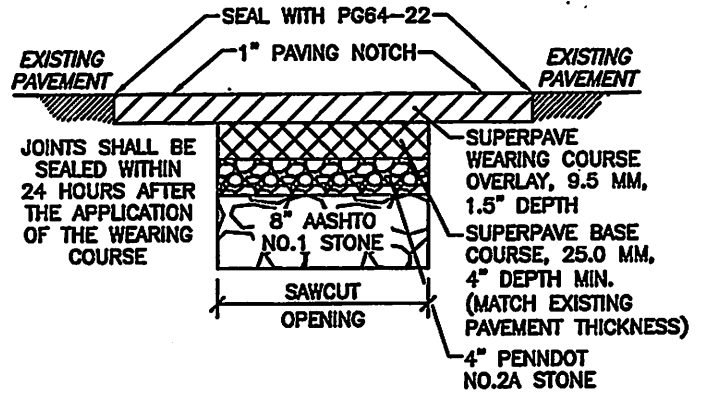 SEAL WITH PG64-22
EXISTING
PAVEMENT
1" PAVING NOTCH
EXISTING
PAVEMENT
JOINTS SHALL BE
SEALED WITHIN
24 HOURS AFTER
THE APPLICATION
OF THE WEARING
COURSE
8" AASHTO
NO.1 STONE
SAWCUT
OPENING
SUPERPAVE
WEARING COURSE
OVERLAY, 9.5 MM,
1.5" DEPTH
SUPERPAVE BASE
COURSE, 25.0 MM,
4" DEPTH MIN.
(MATCH EXISTING
PAVEMENT THICKNESS)
4" PENNDOT
NO.2A STONE